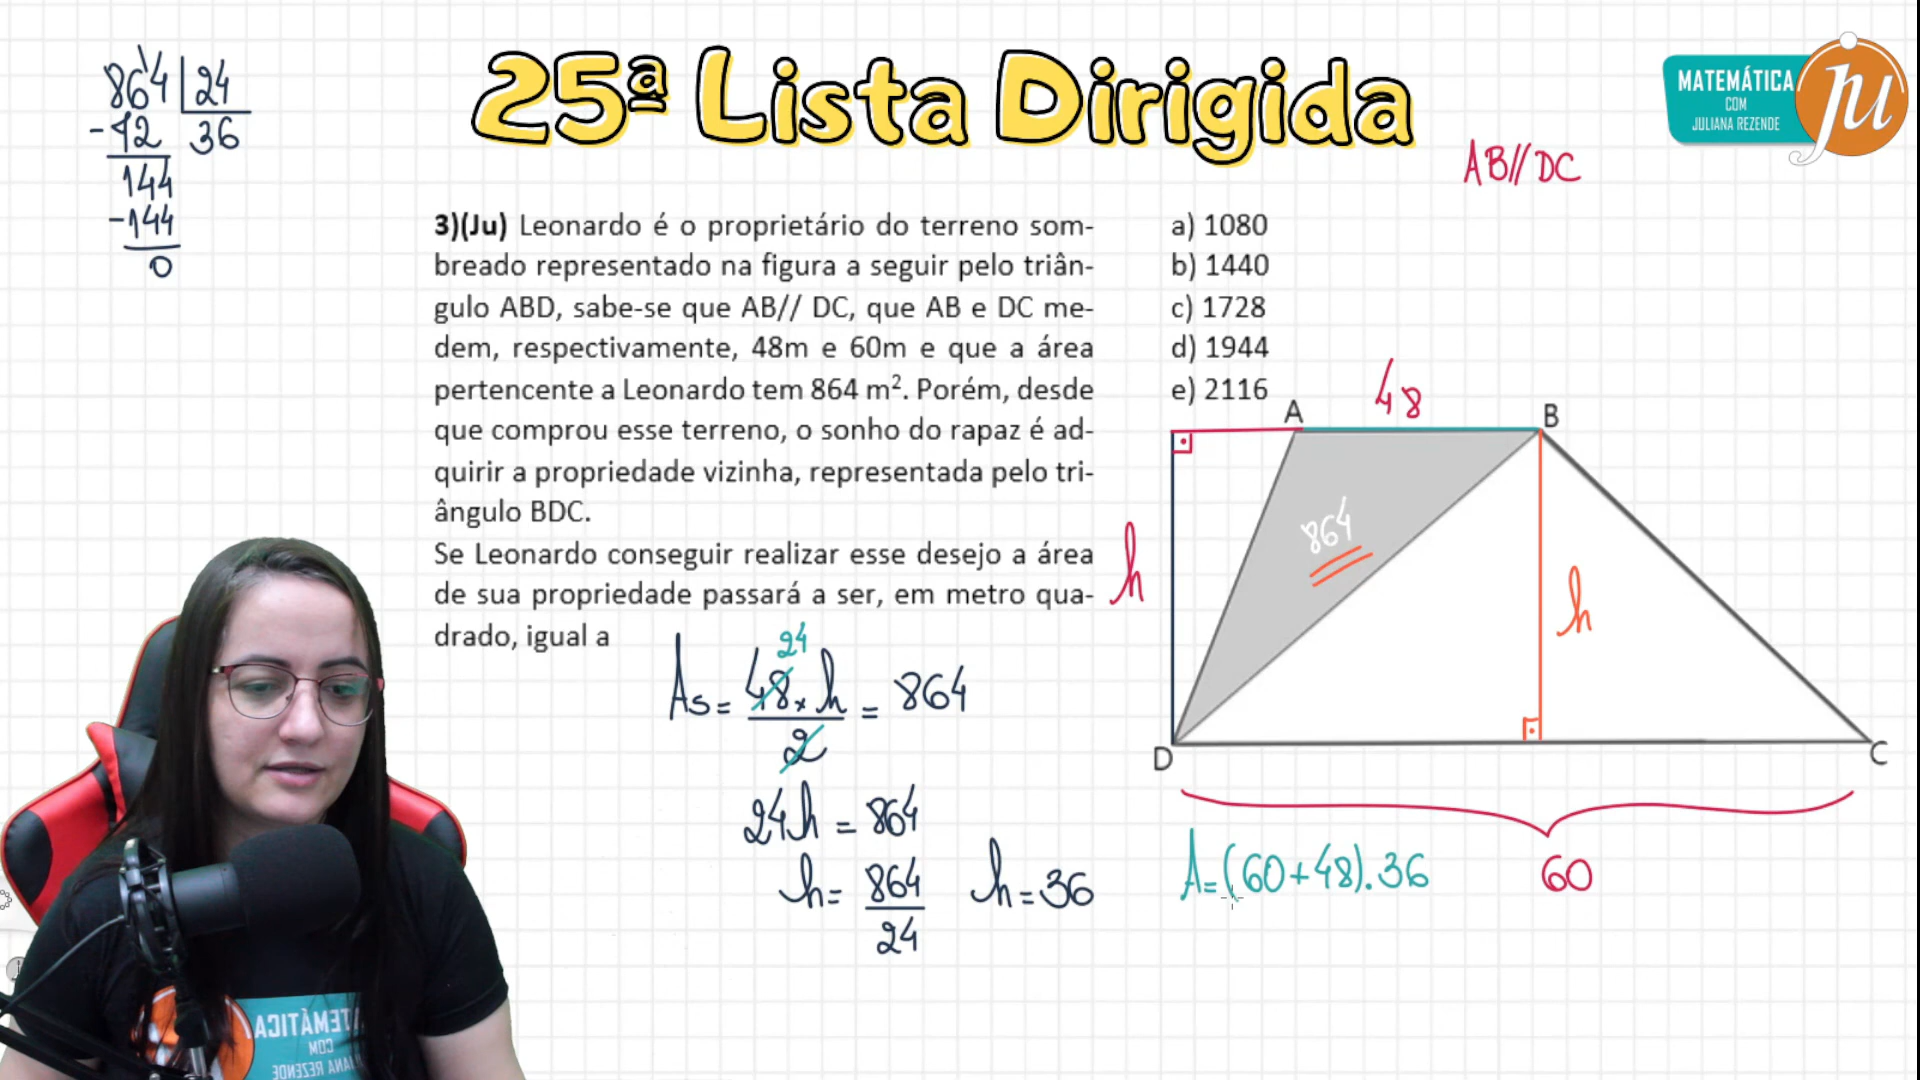 25ª Lista Dirigida
MATEMÁTICA
COM
JULIANA REZENDE
ju
AB//DC
864 24
-72 36
144
-144
0
3)(Ju) Leonardo é o proprietário do terreno som-
breado representado na figura a seguir pelo triân-
gulo ABD, sabe-se que AB// DC, que AB e DC me-
dem, respectivamente, 48m e 60m e que a área
pertencente a Leonardo tem 864 m². Porém, desde
que comprou esse terreno, o sonho do rapaz é ad-
quirir a propriedade vizinha, representada pelo tri-
ângulo BDC.
Se Leonardo conseguir realizar esse desejo a área
de sua propriedade passará a ser, em metro qua-
drado, igual a
a) 1080
b) 1440
c) 1728
d) 1944
e) 2116
A 48 B
864
h
h
D C
60
24
As = 48 x h = 864
2
24h = 864
h = 864 h = 36
24
A = (60+48).36
MATEMÁTICA
COM
JULIANA REZENDE